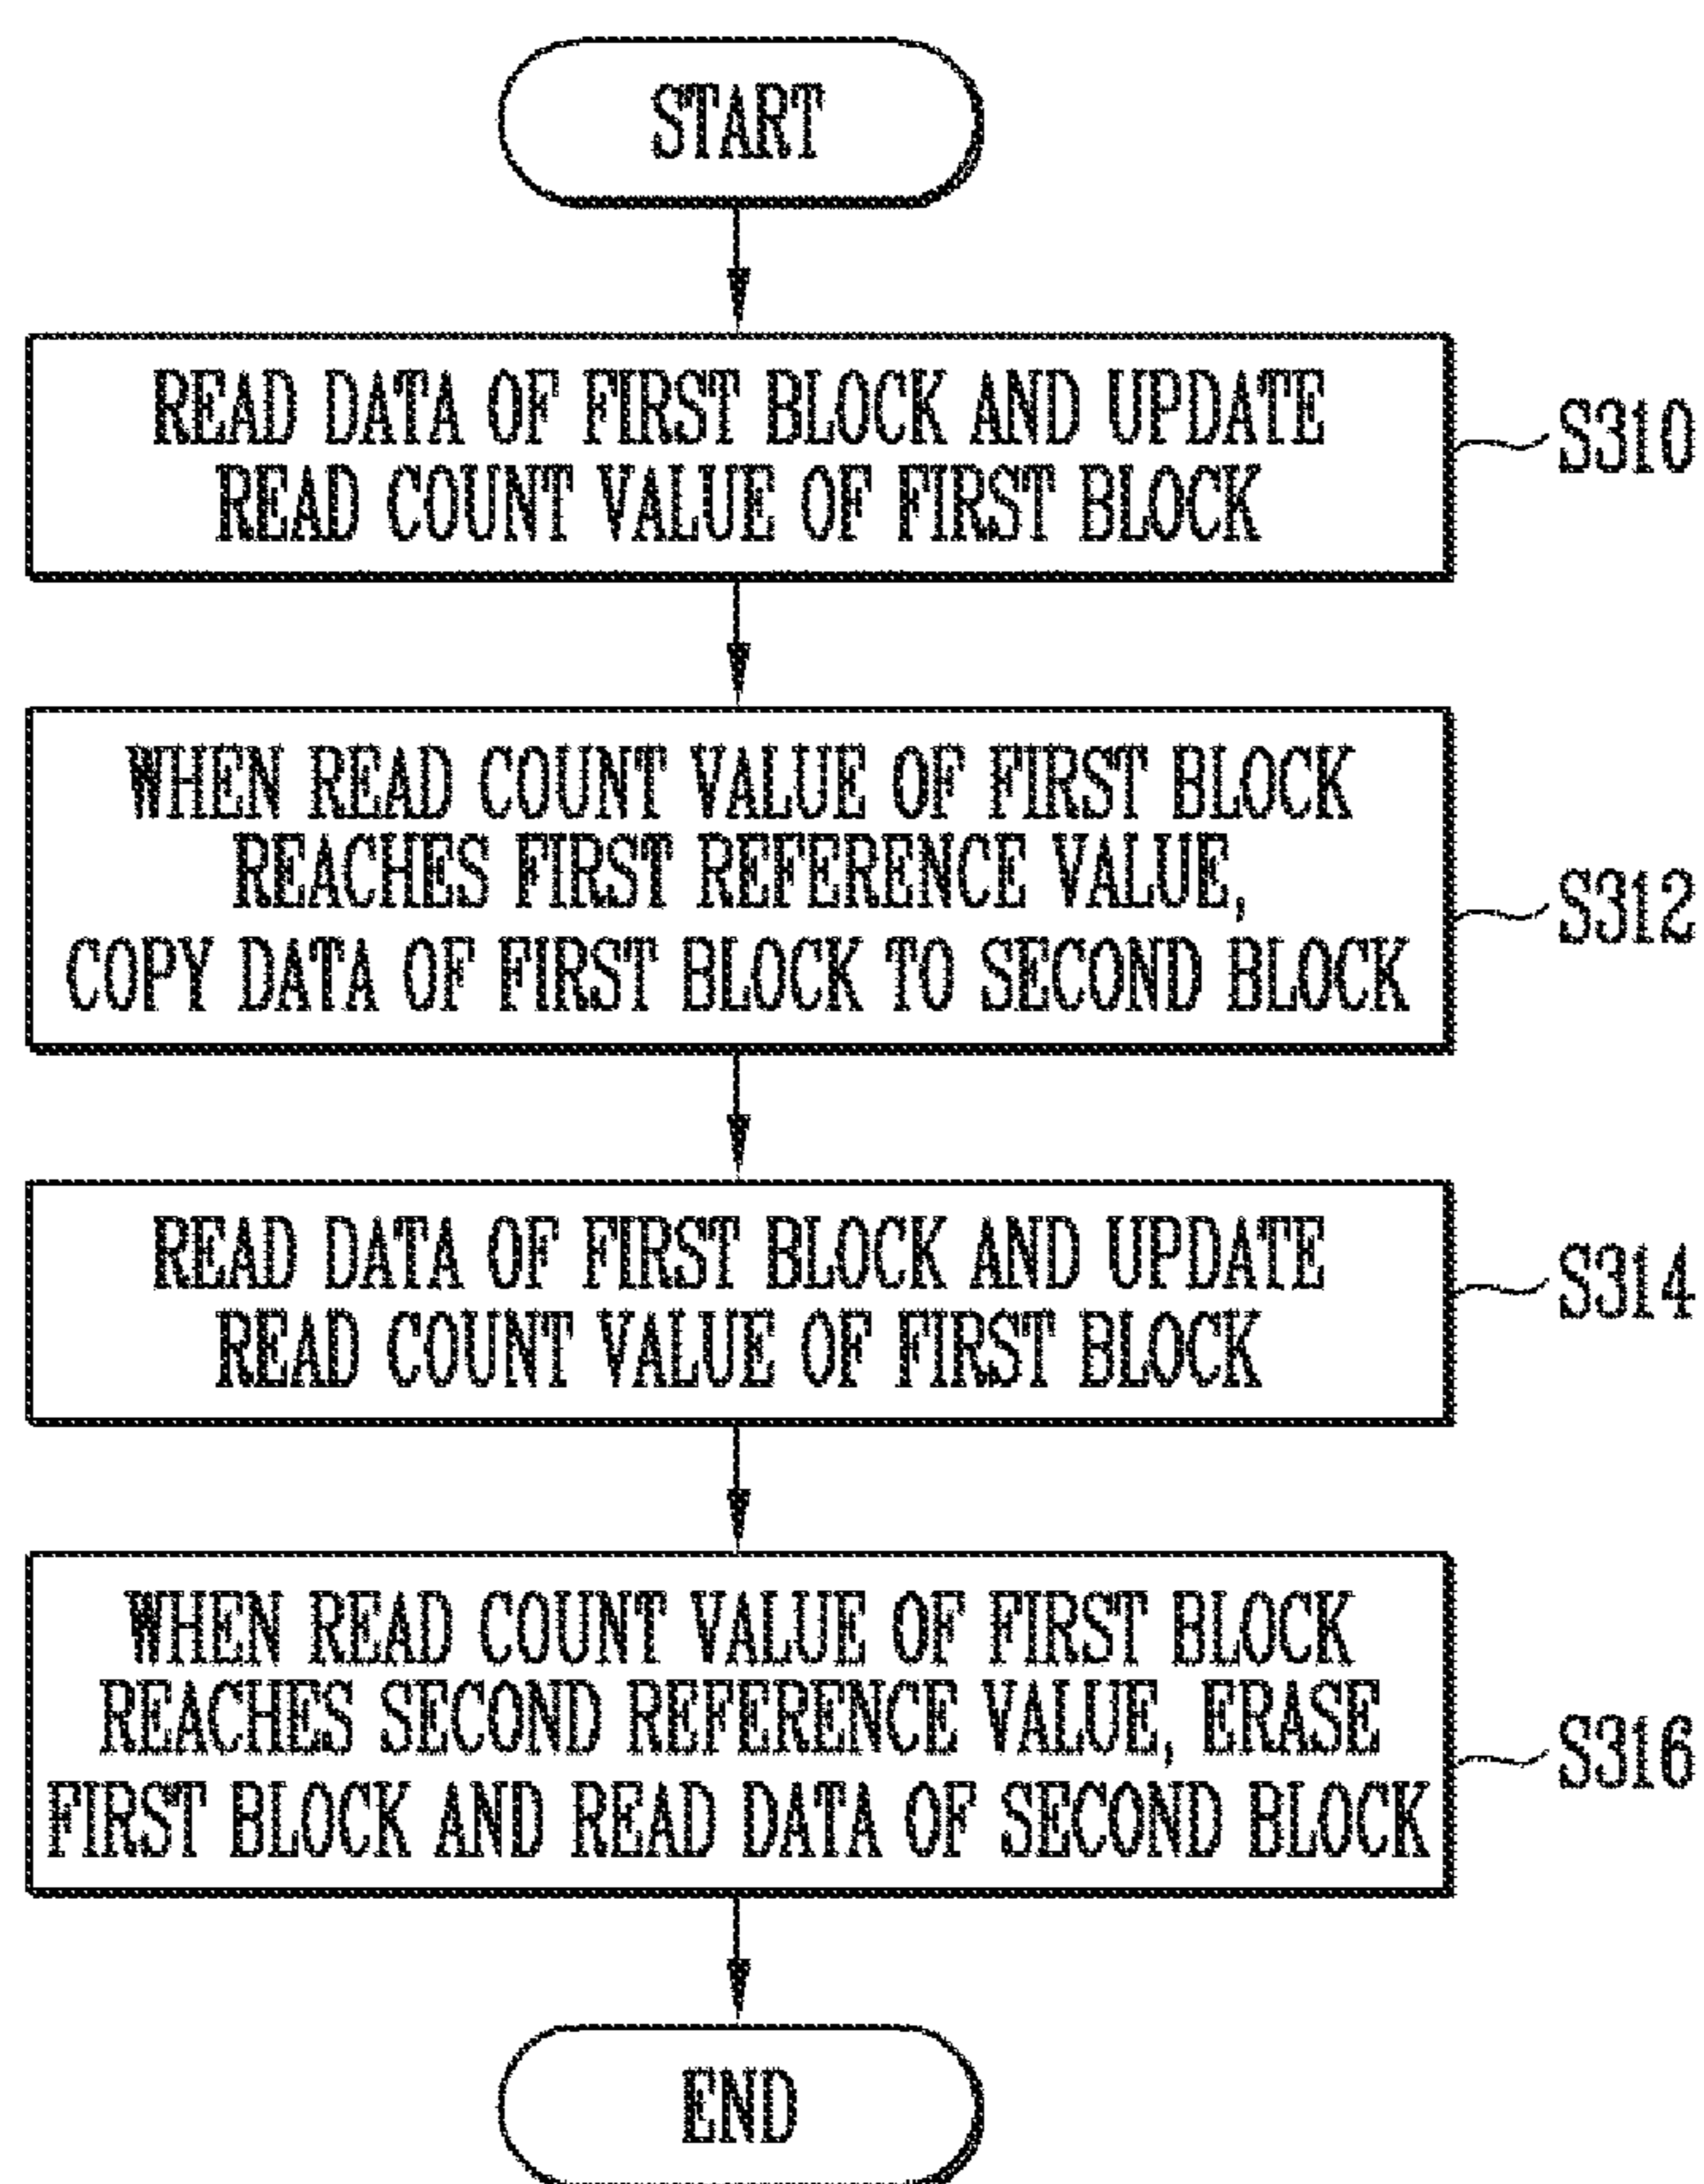 START
READ DATA OF FIRST BLOCK AND UPDATE
READ COUNT VALUE OF FIRST BLOCK
S310
WHEN READ COUNT VALUE OF FIRST BLOCK
REACHES FIRST REFERENCE VALUE,
COPY DATA OF FIRST BLOCK TO SECOND BLOCK
S312
READ DATA OF FIRST BLOCK AND UPDATE
READ COUNT VALUE OF FIRST BLOCK
S314
WHEN READ COUNT VALUE OF FIRST BLOCK
REACHES SECOND REFERENCE VALUE, ERASE
FIRST BLOCK AND READ DATA OF SECOND BLOCK
S316
END